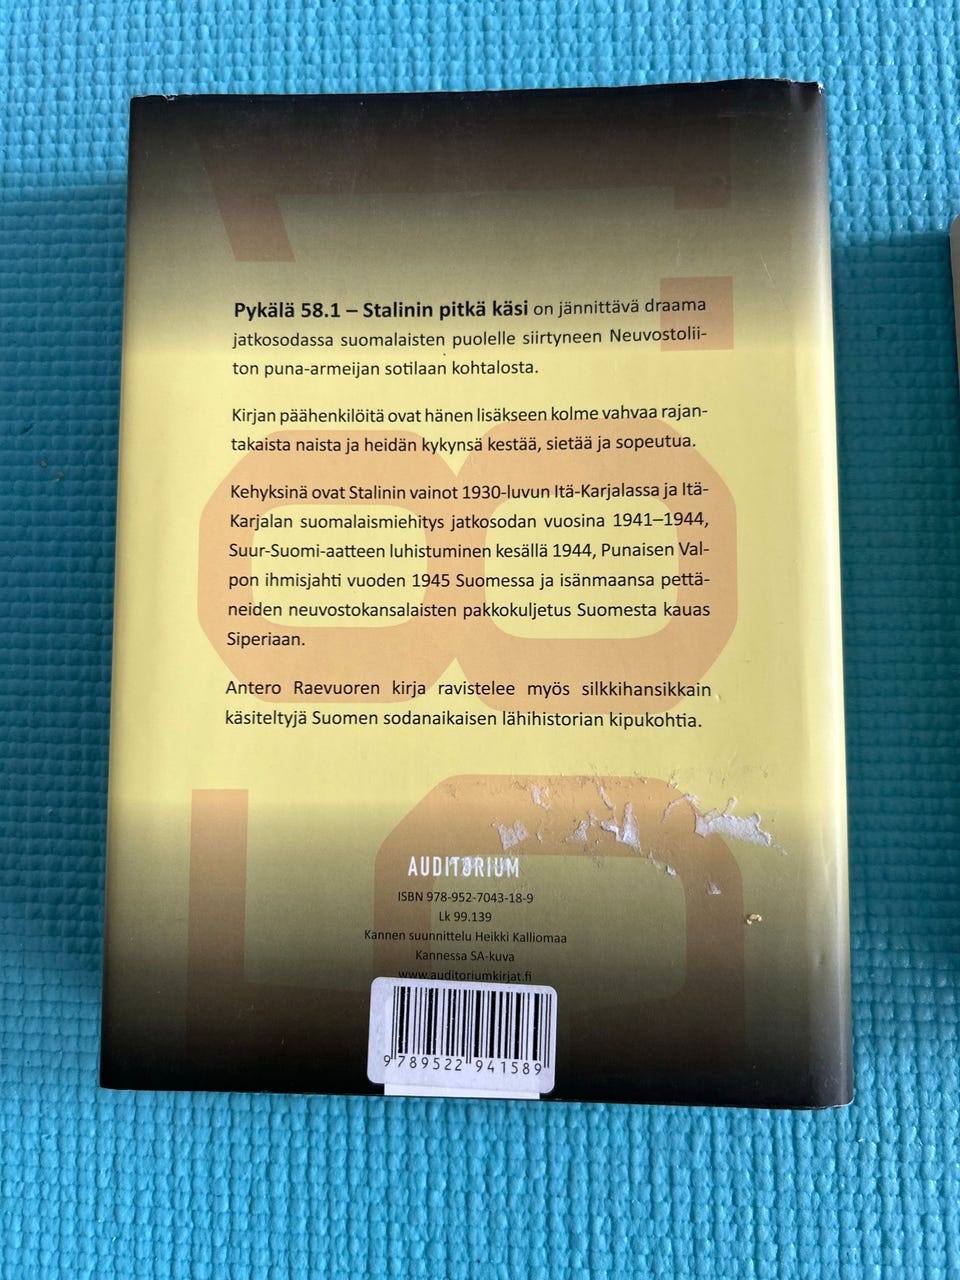 Pykälä 58.1 – Stalinin pitkä käsi on jännittävä draama
jatkosodassa suomalaisten puolelle siirtyneen Neuvostolii-
ton puna-armeijan sotilaan kohtalosta.
Kirjan päähenkilöitä ovat hänen lisäkseen kolme vahvaa rajan-
takaista naista ja heidän kykynsä kestää, sietää ja sopeutua.
Kehyksinä ovat Stalinin vainot 1930-luvun Itä-Karjalassa ja Itä-
Karjalan suomalaismiehitys jatkosodan vuosina 1941–1944,
Suur-Suomi-aatteen luhistuminen kesällä 1944, Punaisen Val-
pon ihmisjahti vuoden 1945 Suomessa ja isänmaansa pettä-
neiden neuvostokansalaisten pakkokuljetus Suomesta kauas
Siperiaan.
Antero Raevuoren kirja ravistelee myös silkkihansikkain
käsiteltyjä Suomen sodanaikaisen lähihistorian kipukohtia.
AUDITORIUM
ISBN 978-952-7043-18-9
Lk 99.139
Kannen suunnittelu Heikki Kalliomaa
Kannessa SA-kuva
www.auditoriumkirjat.fi
9 789522 941589